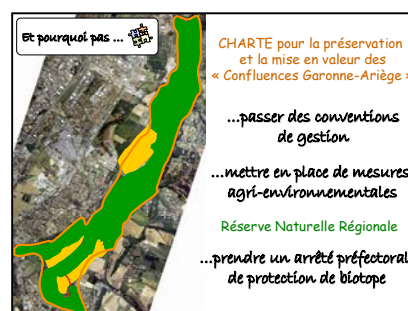 Et pourquoi pas ...
CHARTE pour la préservation
et la mise en valeur des
« Confluences Garonne-Ariège »
...passer des conventions
de gestion
...mettre en place de mesures
agri-environnementales
Réserve Naturelle Régionale
...prendre un arrêté préfectoral
de protection de biotope